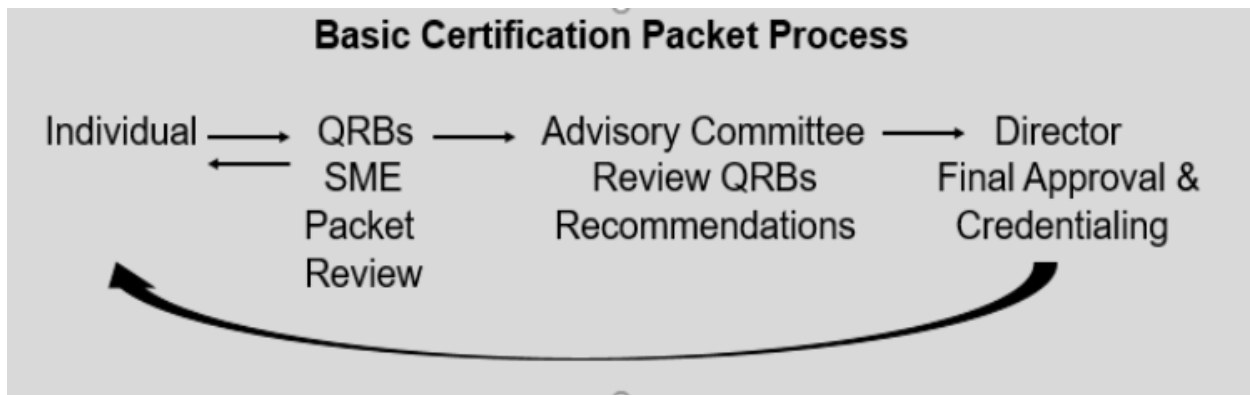 Basic Certification Packet Process
Individual
QRBs
SME
Packet
Review
Advisory Committee
Review QRBs
Recommendations
Director
Final Approval &
Credentialing